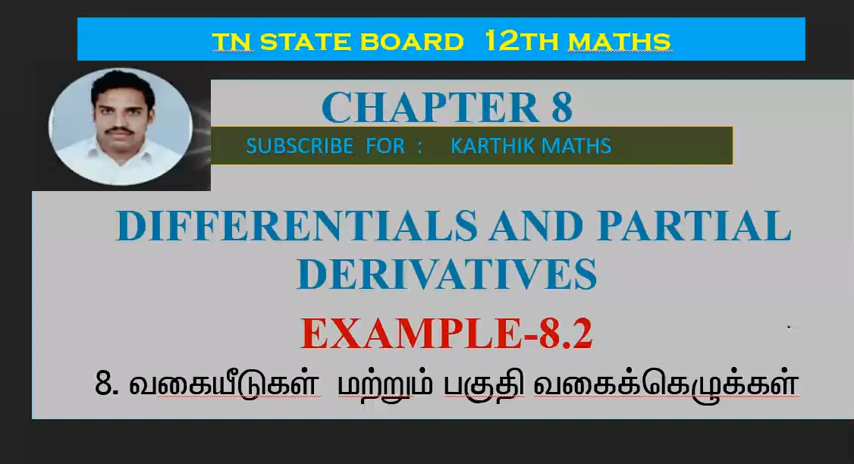 TN STATE BOARD 12TH MATHS
CHAPTER 8
SUBSCRIBE FOR : KARTHIK MATHS
DIFFERENTIALS AND PARTIAL
DERIVATIVES
EXAMPLE-8.2
8. வகையீடுகள் மற்றும் பகுதி வகைக்கெழுக்கள்